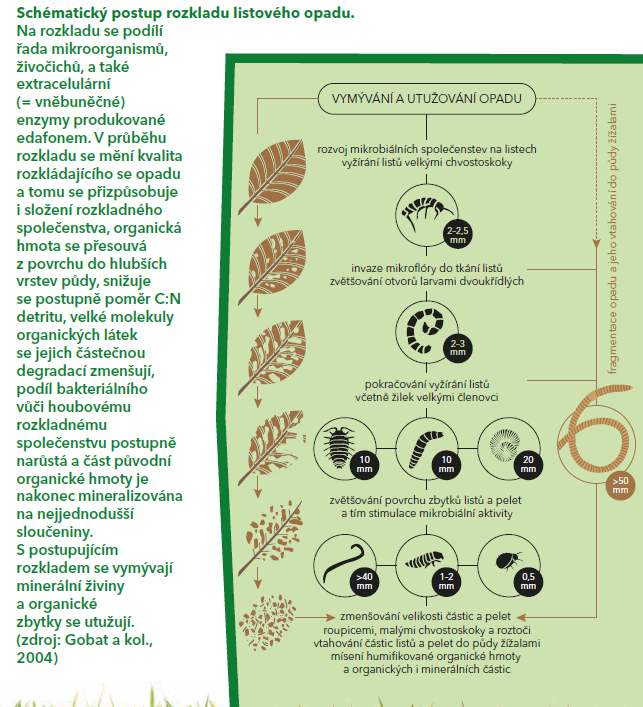 Schématický postup rozkladu listového opadu.
Na rozkladu se podílí
řada mikroorganismů,
živočichů, a také
extracelulární
(= vněbuněčné)
enzymy produkované
edafonem. V průběhu
rozkladu se mění kvalita
rozkládajícího se opadu
a tomu se přizpůsobuje
i složení rozkladného
společenstva, organická
hmota se přesouvá
z povrchu do hlubších
vrstev půdy, snižuje
se postupně poměr C:N
detritu, velké molekuly
organických látek
se jejich částečnou
degradací zmenšují,
podíl bakteriálního
vůči houbovému
rozkladnému
společenstvu postupně
narůstá a část původní
organické hmoty je
nakonec mineralizována
na nejjednodušší
sloučeniny.
S postupujícím
rozkladem se vymývají
minerální živiny
a organické
zbytky se utužují.
(zdroj: Gobat a kol.,
2004)
VYMÝVÁNÍ A UTUŽOVÁNÍ OPADU
rozvoj mikrobiálních společenstev na listech
vyžírání listů velkými chvostoskoky
2-2,5
mm
invaze mikroflóry do tkání listů
zvětšování otvorů larvami dvoukřídlých
2-3
mm
pokračování vyžírání listů
včetně žilek velkými členovci
10
mm
10
mm
20
mm
zvětšování povrchu zbytků listů a pelet
a tím stimulace mikrobiální aktivity
>40
mm
1-2
mm
0,5
mm
zmenšování velikosti částic a pelet
roupicemi, malými chvostoskoky a roztoči
vtahování částic listů a pelet do půdy žížalami
mísení humifikované organické hmoty
a organických i minerálních částic
fragmentace opadu a jeho vtahování do půdy žížalami
>50
mm